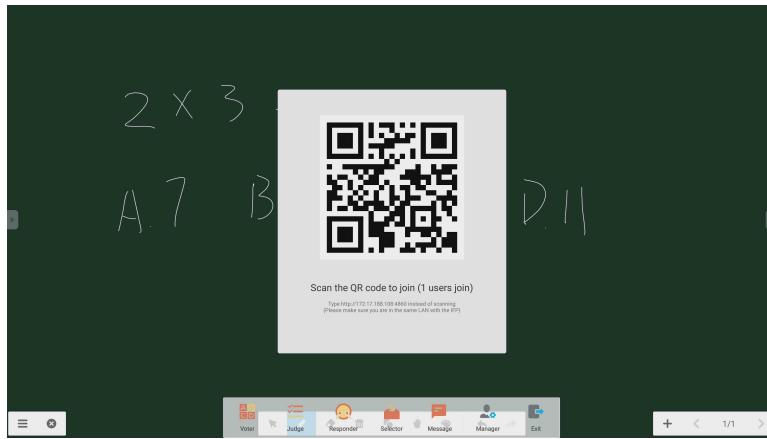 2 × 3
A.7 B D.11
Scan the QR code to join (1 users join)
Type http://172.17.188.108:4860 instead of scanning
(Please make sure you are in the same LAN with the IFP)
Voter Judge Responder Selector Message Manager Exit
1/1